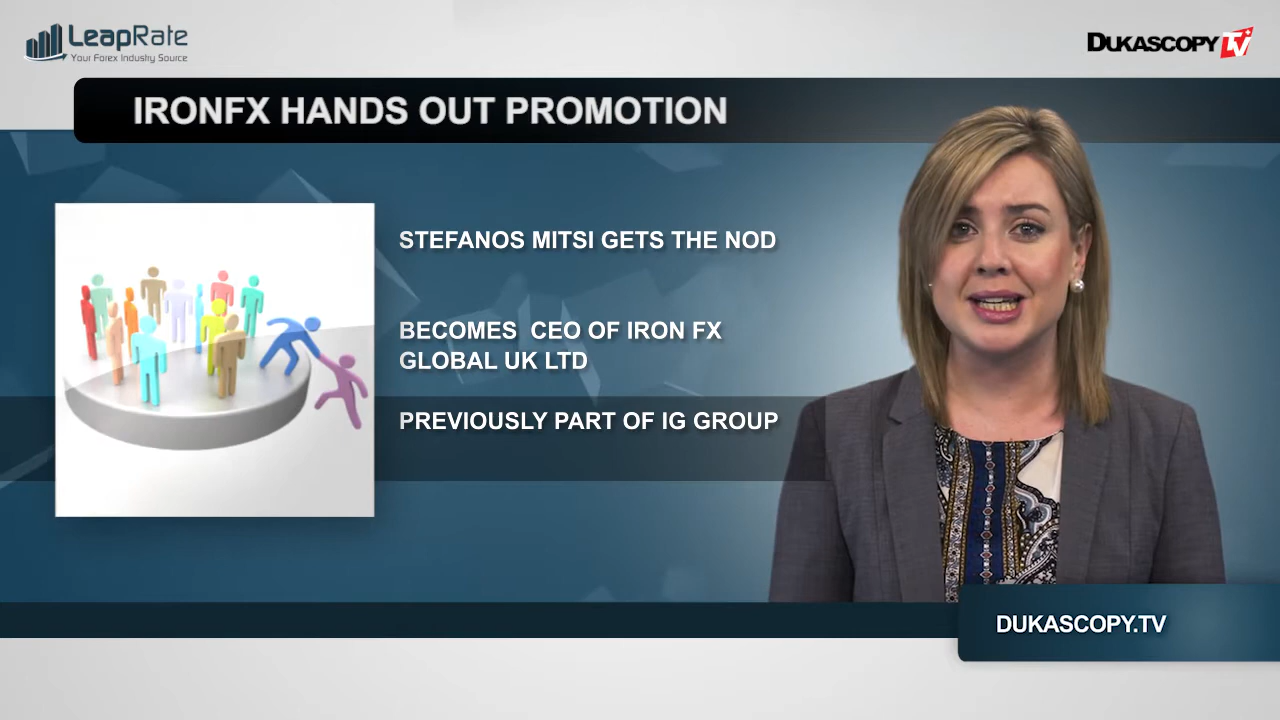 LeapRate
Your Forex Industry Source
DUKASCOPY TV
IRONFX HANDS OUT PROMOTION
STEFANOS MITSI GETS THE NOD
BECOMES CEO OF IRON FX
GLOBAL UK LTD
PREVIOUSLY PART OF IG GROUP
DUKASCOPY.TV